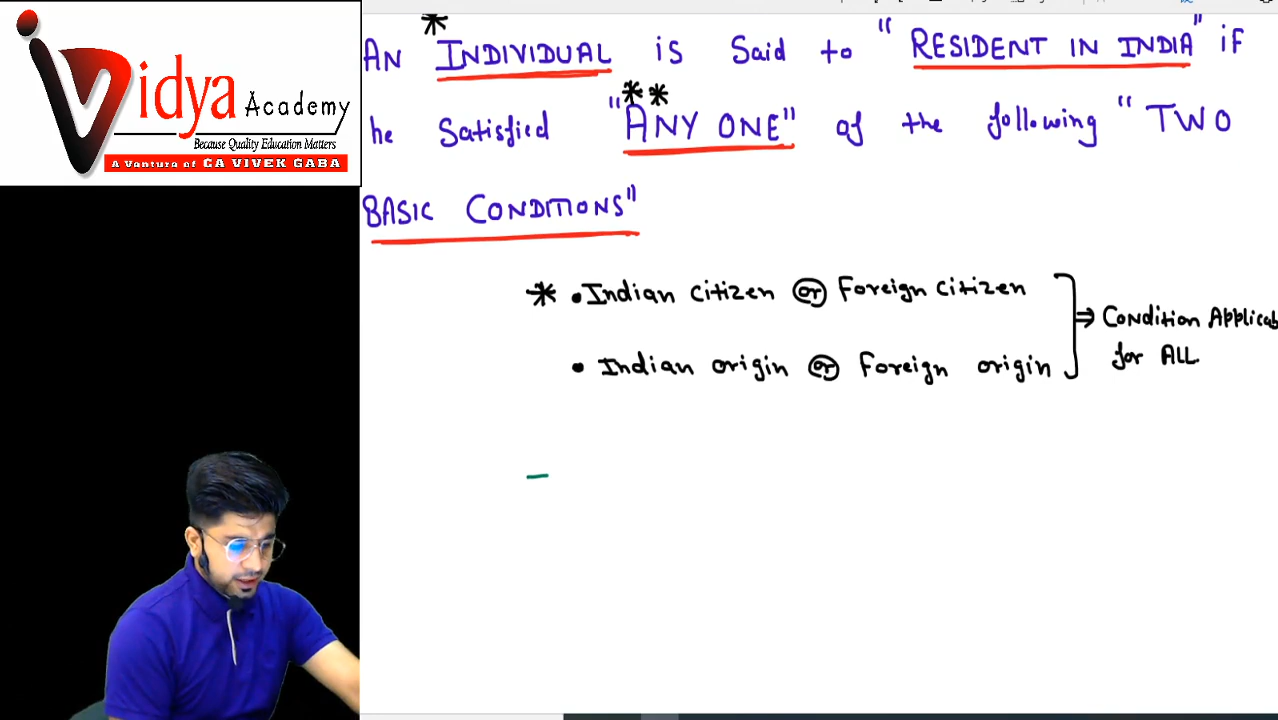 Vidya
Academy
Because Quality Education Matters
A Ventura of CA VIVEK GABA
AN *INDIVIDUAL is Said to "RESIDENT IN INDIA" if
he Satisfied "**ANY ONE" of the following "TWO
BASIC CONDITIONS"
* • Indian citizen or Foreign citizen
• Indian origin or Foreign origin
⇒ Condition Applicab
for ALL